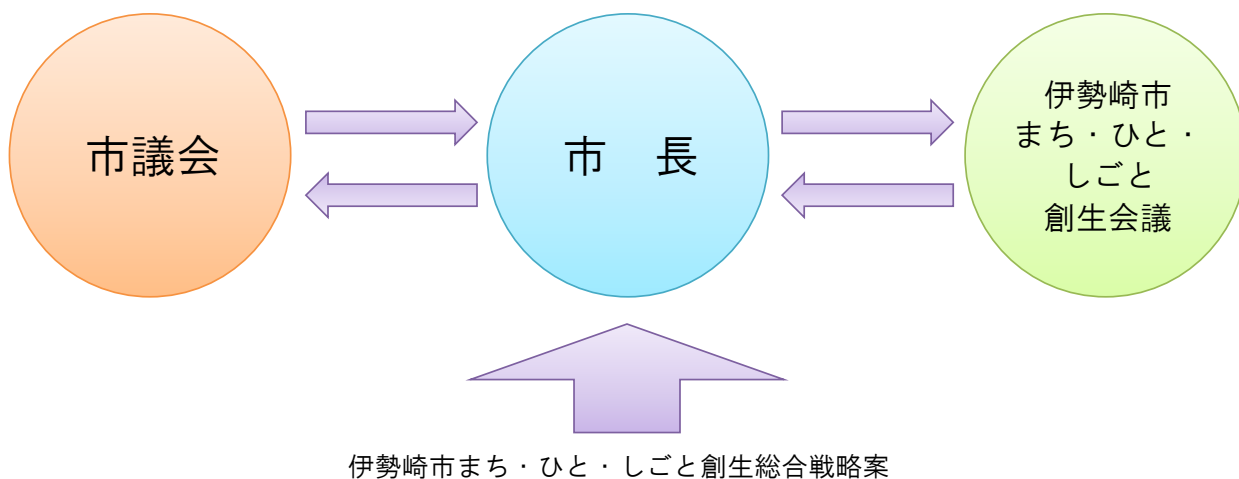 市議会
市　長
伊勢崎市
まち・ひと・
しごと
創生会議
伊勢崎市まち・ひと・しごと創生総合戦略案